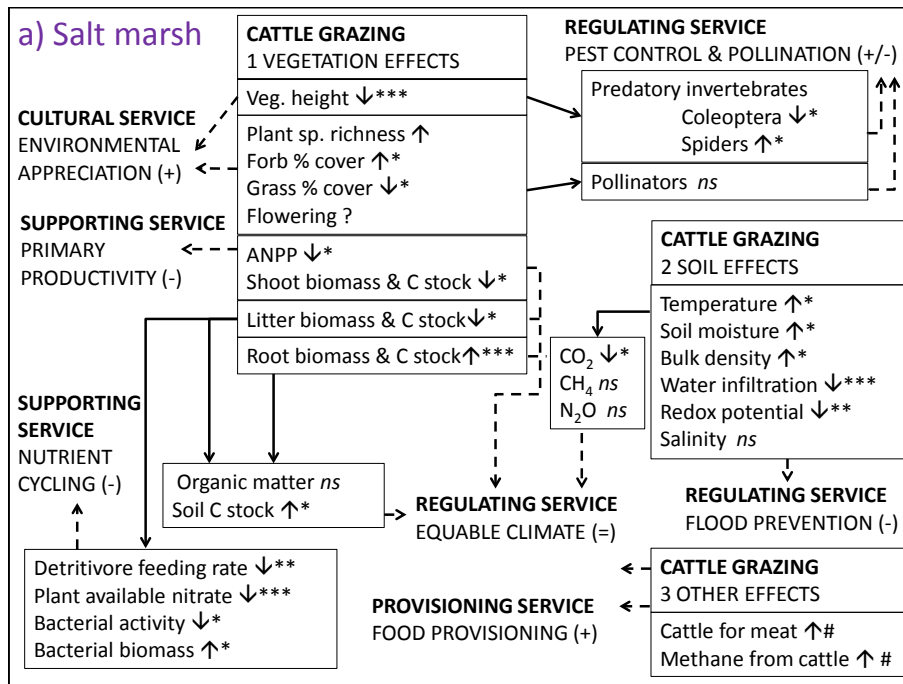 a) Salt marsh
CATTLE GRAZING
1 VEGETATION EFFECTS
Veg. height ↓***
Plant sp. richness ↑
Forb % cover ↑*
Grass % cover ↓*
Flowering ?
ANPP ↓*
Shoot biomass & C stock ↓*
Litter biomass & C stock↓*
Root biomass & C stock↑***
REGULATING SERVICE
PEST CONTROL & POLLINATION (+/-)
Predatory invertebrates
Coleoptera ↓*
Spiders ↑*
Pollinators ns
CULTURAL SERVICE
ENVIRONMENTAL
APPRECIATION (+)
SUPPORTING SERVICE
PRIMARY
PRODUCTIVITY (-)
CATTLE GRAZING
2 SOIL EFFECTS
Temperature ↑*
Soil moisture ↑*
Bulk density ↑*
Water infiltration ↓***
Redox potential ↓**
Salinity ns
CO₂ ↓*
CH₄ ns
N₂O ns
SUPPORTING
SERVICE
NUTRIENT
CYCLING (-)
Organic matter ns
Soil C stock ↑*
REGULATING SERVICE
EQUABLE CLIMATE (=)
REGULATING SERVICE
FLOOD PREVENTION (-)
Detritivore feeding rate ↓**
Plant available nitrate ↓***
Bacterial activity ↓*
Bacterial biomass ↑*
PROVISIONING SERVICE
FOOD PROVISIONING (+)
CATTLE GRAZING
3 OTHER EFFECTS
Cattle for meat ↑#
Methane from cattle ↑ #